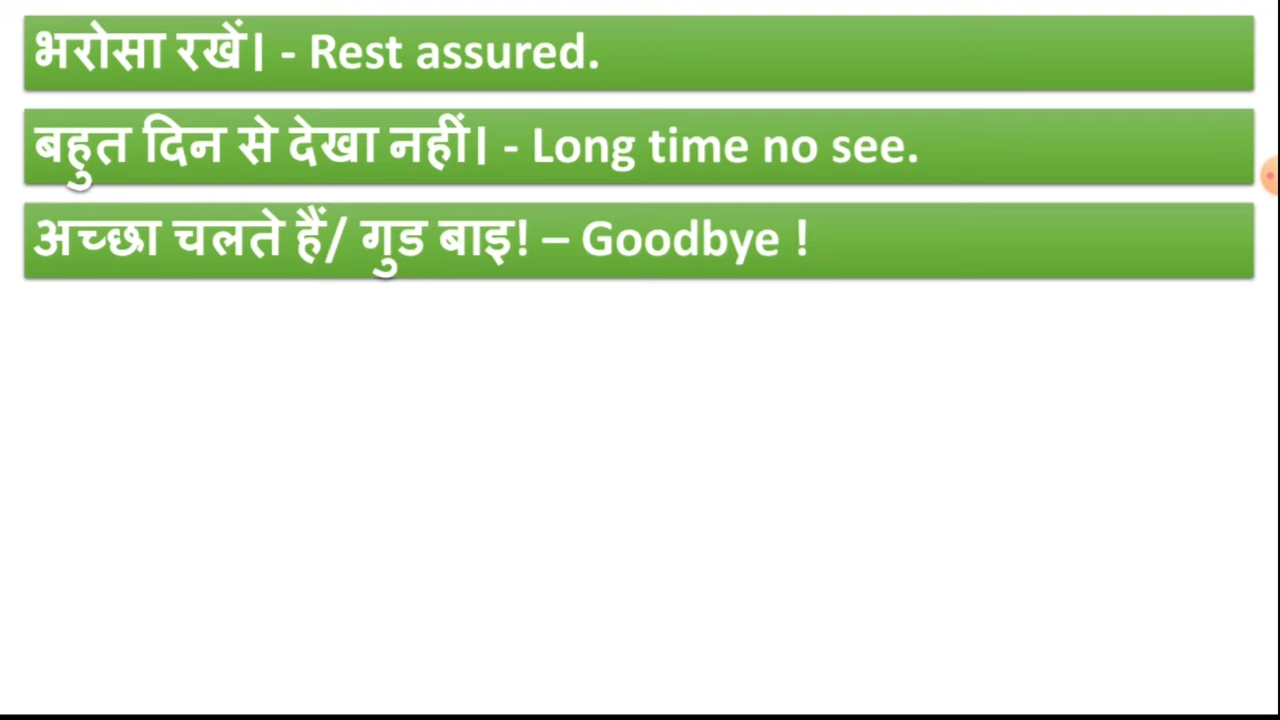 भरोसा रखें। - Rest assured.
बहुत दिन से देखा नहीं। - Long time no see.
अच्छा चलते हैं/ गुड बाइ! – Goodbye !